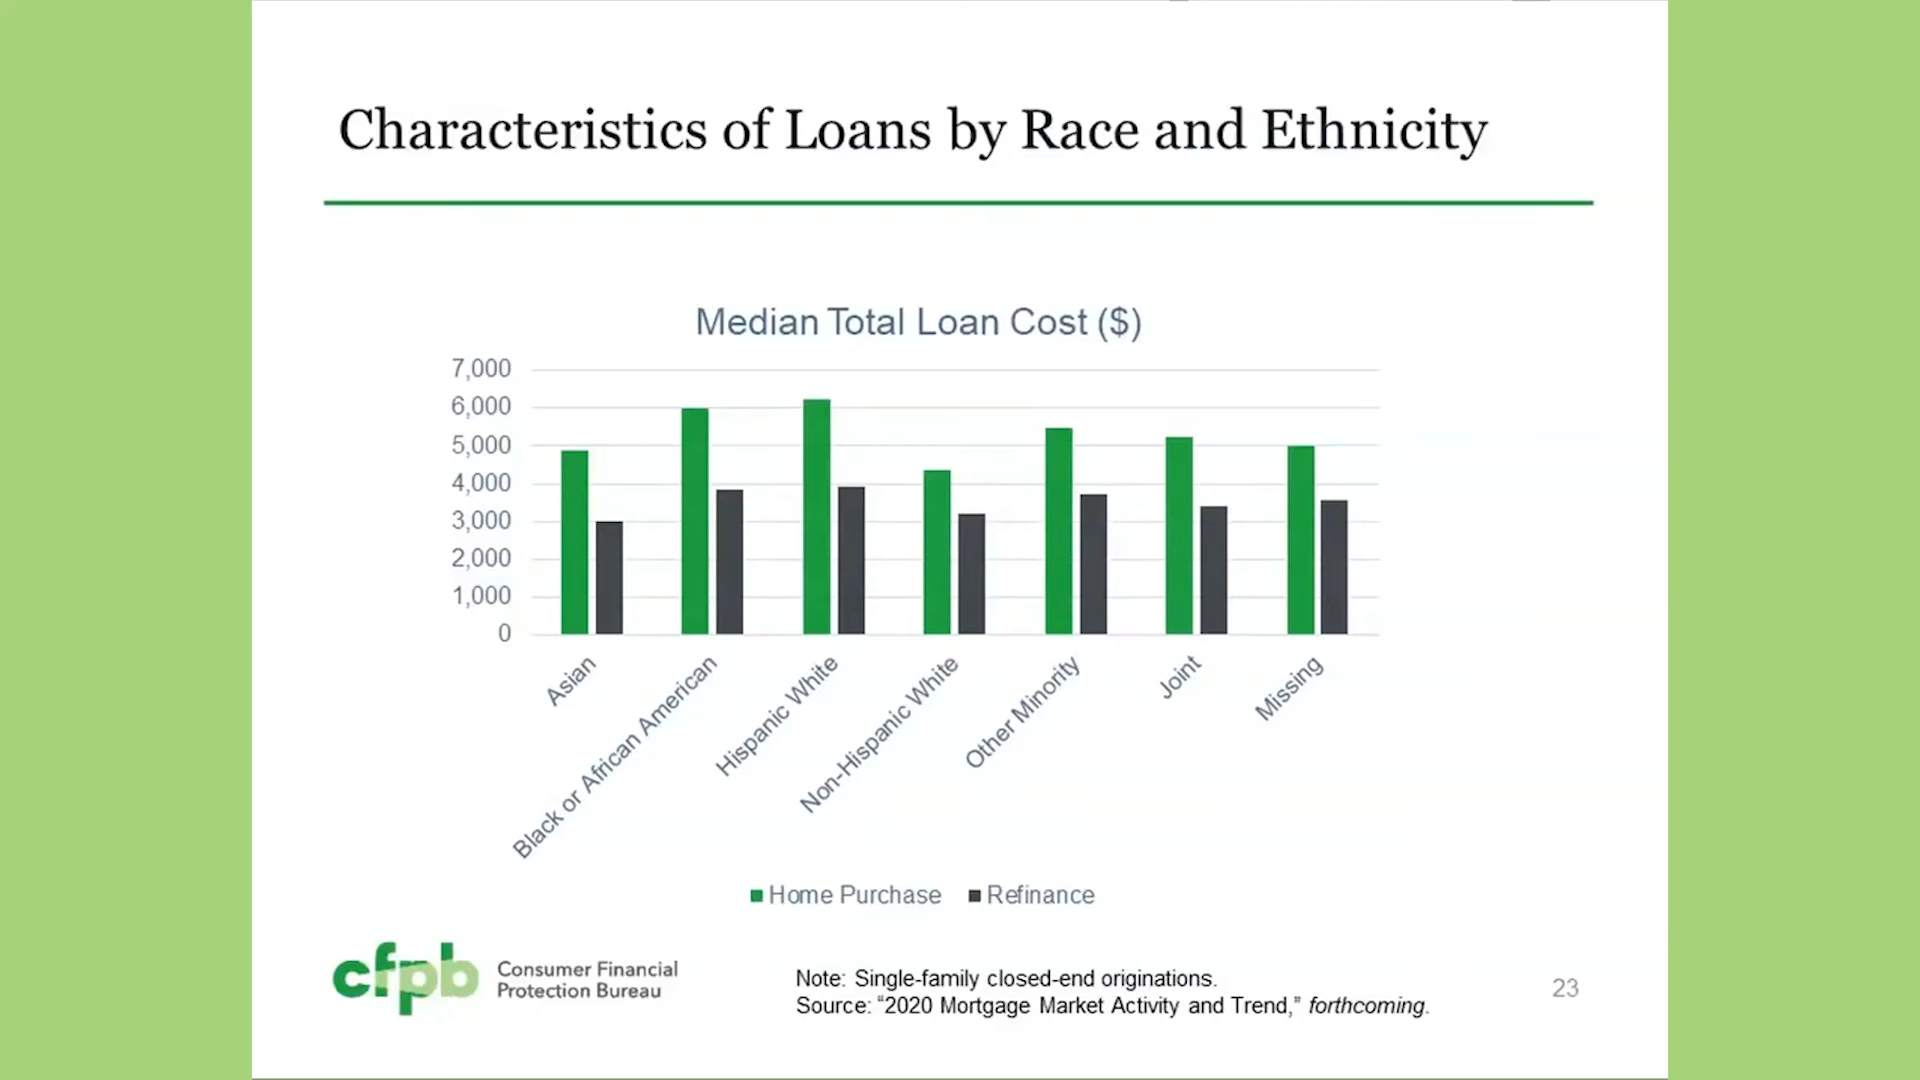 Characteristics of Loans by Race and Ethnicity
Median Total Loan Cost ($)
7,000
6,000
5,000
4,000
3,000
2,000
1,000
0
Asian
Black or African American
Hispanic White
Non-Hispanic White
Other Minority
Joint
Missing
Home Purchase Refinance
cfpb
Consumer Financial
Protection Bureau
Note: Single-family closed-end originations.
Source: “2020 Mortgage Market Activity and Trend,” forthcoming.
23